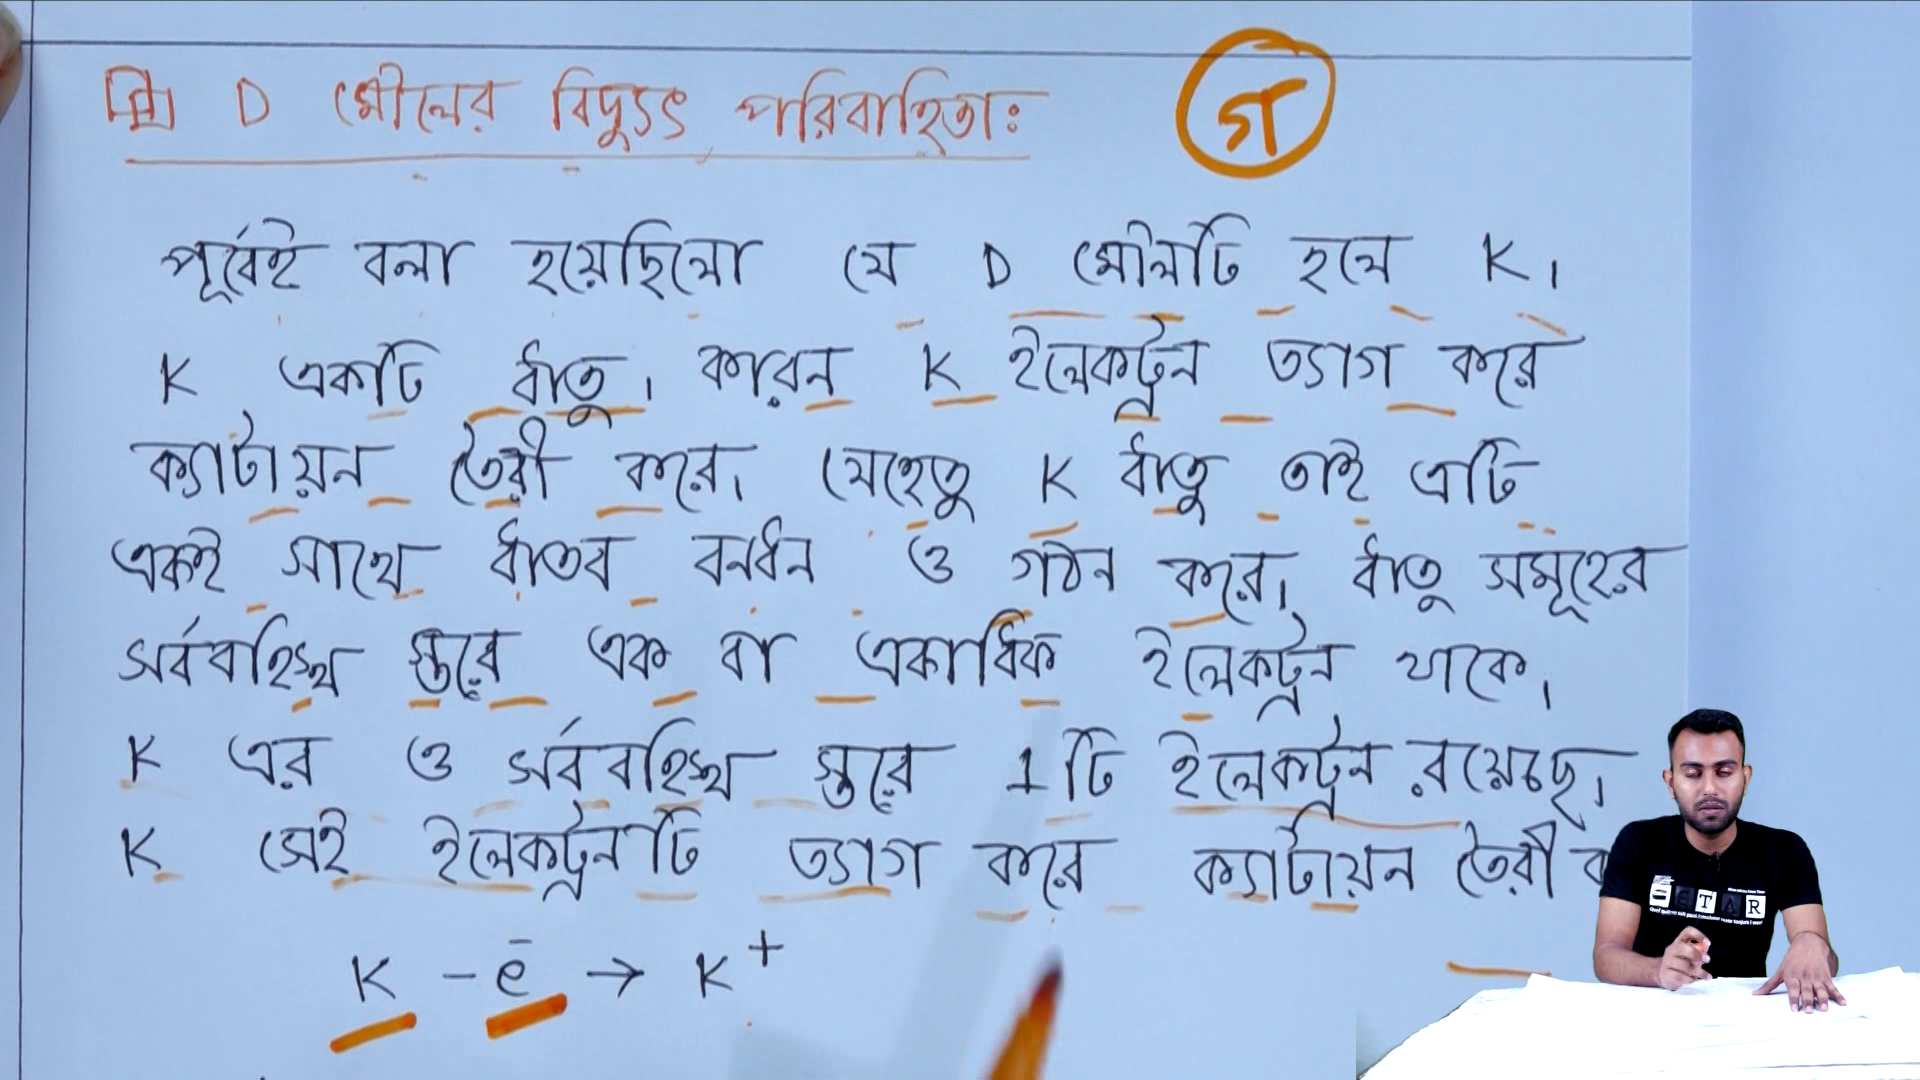 D মৌলের বিদ্যুৎ পরিবাহিতাঃ
গ
পূর্বেই বলা হয়েছিলো যে D মৌলটি হলে K।
K একটি ধাতু। কারন K ইলেকট্রন ত্যাগ করে
ক্যাটায়ন তৈরী করে। যেহেতু K ধাতু তাই এটি
একই সাথে ধাতব বনধন ও গঠন করে। ধাতু সমূহের
সর্ববহিস্থ স্তরে এক বা একাধিক ইলেকট্রন থাকে।
K এর ও সর্ববহিস্থ স্তরে 1টি ইলেকট্রন রয়েছে।
K সেই ইলেকট্রনটি ত্যাগ করে ক্যাটায়ন তৈরী
K - e⁻ → K⁺
ETAR